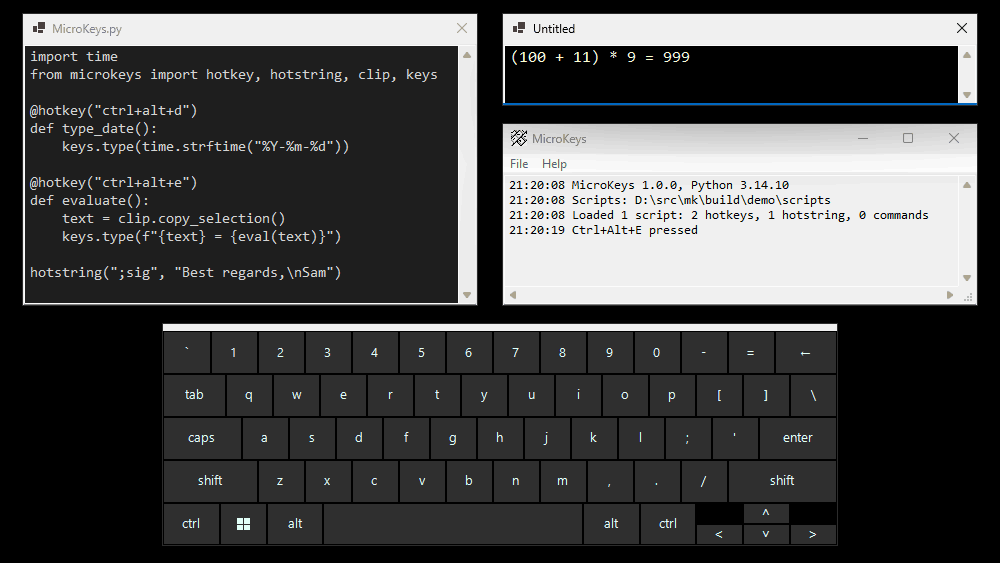 MicroKeys.py
import time
from microkeys import hotkey, hotstring, clip, keys
@hotkey("ctrl+alt+d")
def type_date():
    keys.type(time.strftime("%Y-%m-%d"))
@hotkey("ctrl+alt+e")
def evaluate():
    text = clip.copy_selection()
    keys.type(f"{text} = {eval(text)}")
hotstring(";sig", "Best regards,\nSam")
Untitled
(100 + 11) * 9 = 999
MicroKeys
File Help
21:20:08 MicroKeys 1.0.0, Python 3.14.10
21:20:08 Scripts: D:\src\mk\build\demo\scripts
21:20:08 Loaded 1 script: 2 hotkeys, 1 hotstring, 0 commands
21:20:19 Ctrl+Alt+E pressed
` 1 2 3 4 5 6 7 8 9 0 - = ←
tab q w e r t y u i o p [ ] \
caps a s d f g h j k l ; ' enter
shift z x c v b n m , . / shift
ctrl alt alt ctrl < ^ v >